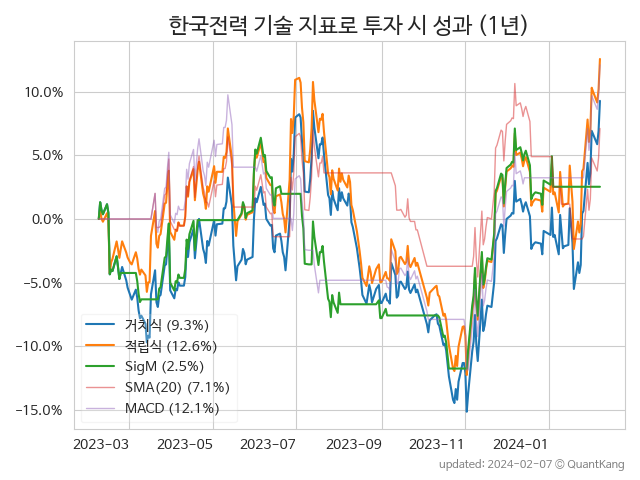 한국전력 기술 지표로 투자 시 성과 (1년)
10.0%
5.0%
0.0%
−5.0%
−10.0%
−15.0%
거치식 (9.3%)
적립식 (12.6%)
SigM (2.5%)
SMA(20) (7.1%)
MACD (12.1%)
2023-03 2023-05 2023-07 2023-09 2023-11 2024-01
updated: 2024-02-07 © QuantKang